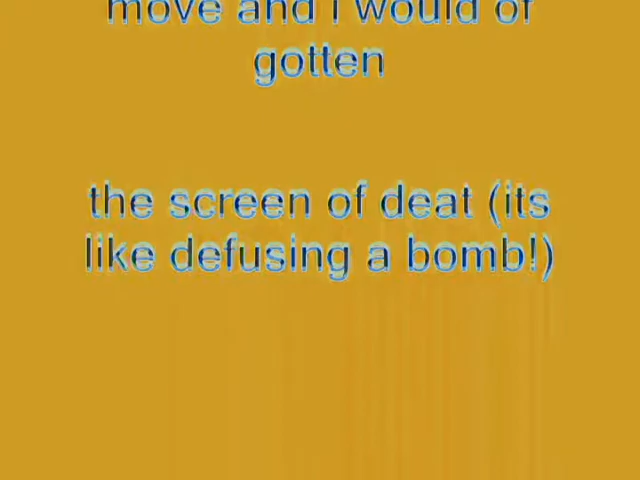 move and i would of
gotten
the screen of deat (its
like defusing a bomb!)